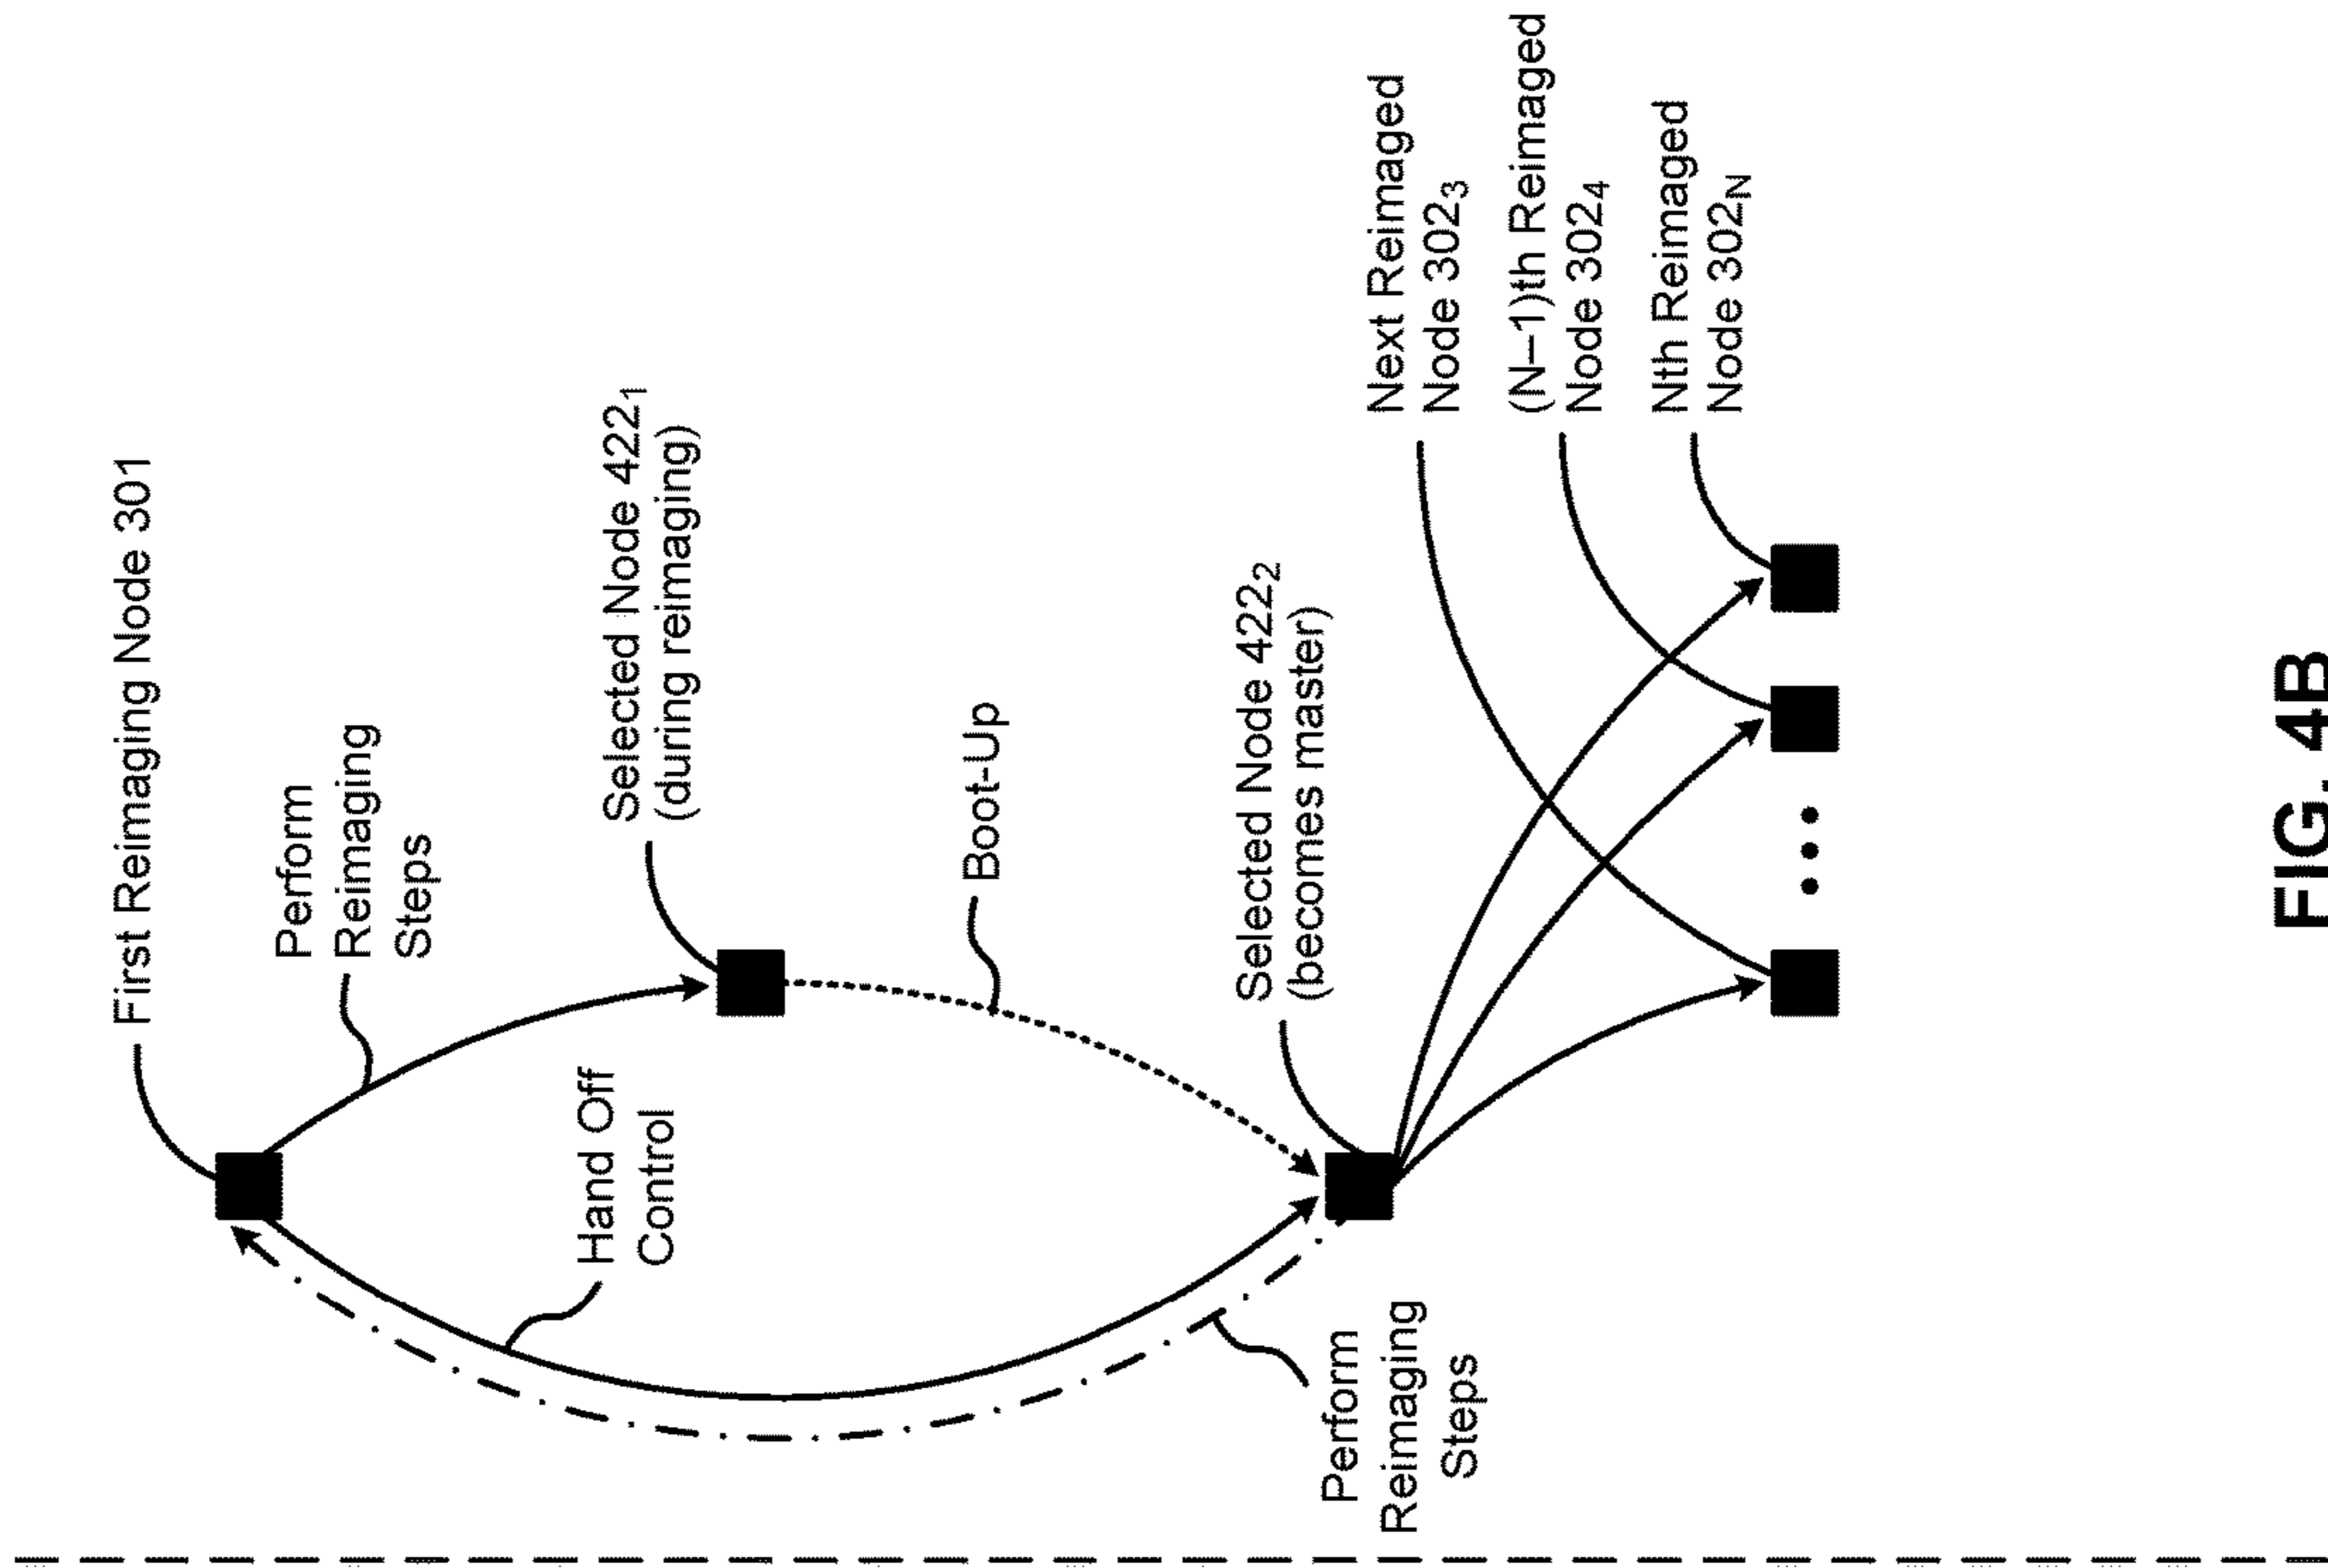 First Reimaging Node 301
Perform
Reimaging
Steps
Hand Off
Control
Selected Node 422₁
(during reimaging)
Boot-Up
Selected Node 422₂
(becomes master)
Perform
Reimaging
Steps
Next Reimaged
Node 302₃
(N–1)th Reimaged
Node 302₄
Nth Reimaged
Node 302N
FIG. 4B